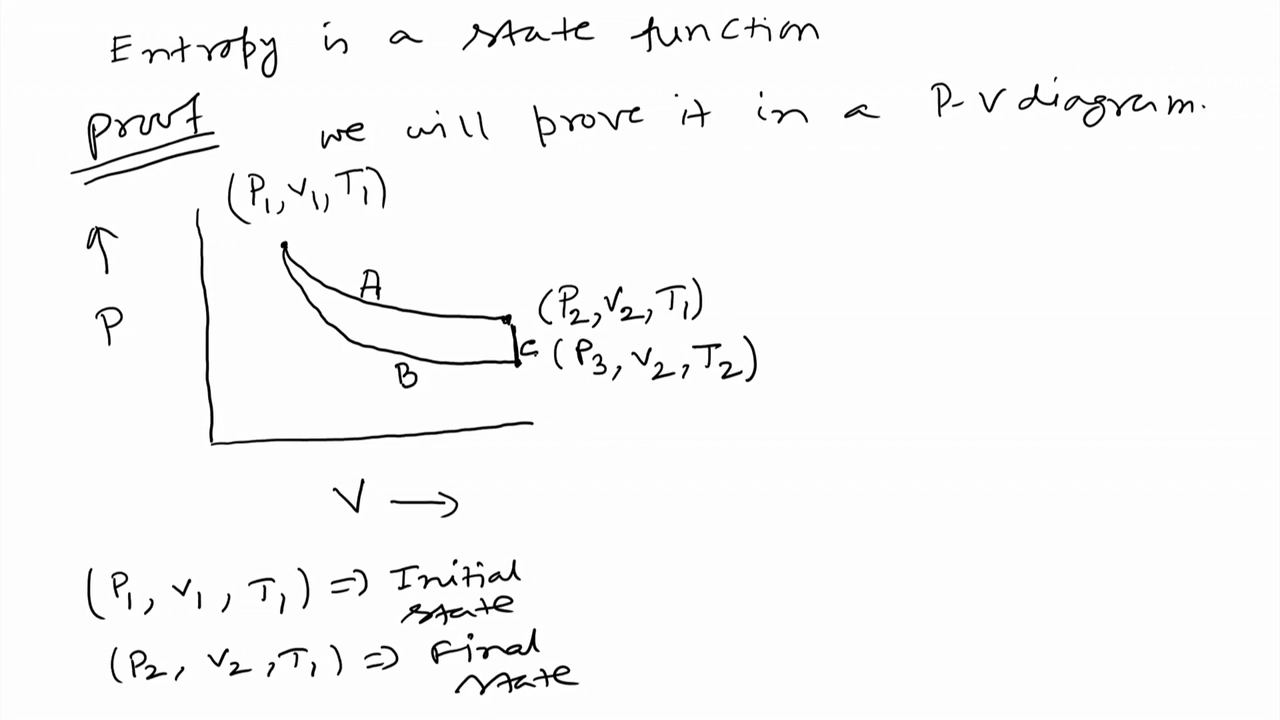 Entropy is a state function
Proof we will prove it in a P-V diagram.
(P₁, V₁, T₁)
↑
P
A
(P₂, V₂, T₁)
C (P₃, V₂, T₂)
B
V →
(P₁, V₁, T₁) => Initial
state
(P₂, V₂, T₁) => Final
state